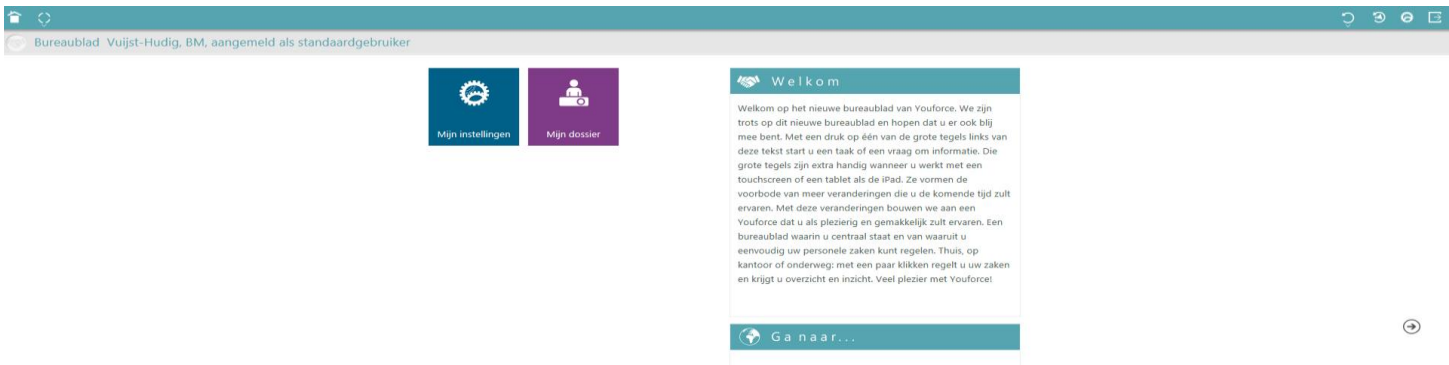 Bureaublad Vuijst-Hudig, BM, aangemeld als standaardgebruiker
Mijn instellingen
Mijn dossier
Welkom
Welkom op het nieuwe bureaublad van Youforce. We zijn
trots op dit nieuwe bureaublad en hopen dat u er ook blij
mee bent. Met een druk op één van de grote tegels links van
deze tekst start u een taak of een vraag om informatie. Die
grote tegels zijn extra handig wanneer u werkt met een
touchscreen of een tablet als de iPad. Ze vormen de
voorbode van meer veranderingen die u de komende tijd zult
ervaren. Met deze veranderingen bouwen we aan een
Youforce dat u als plezierig en gemakkelijk zult ervaren. Een
bureaublad waarin u centraal staat en van waaruit u
eenvoudig uw personele zaken kunt regelen. Thuis, op
kantoor of onderweg: met een paar klikken regelt u uw zaken
en krijgt u overzicht en inzicht. Veel plezier met Youforce!
Ga naar...